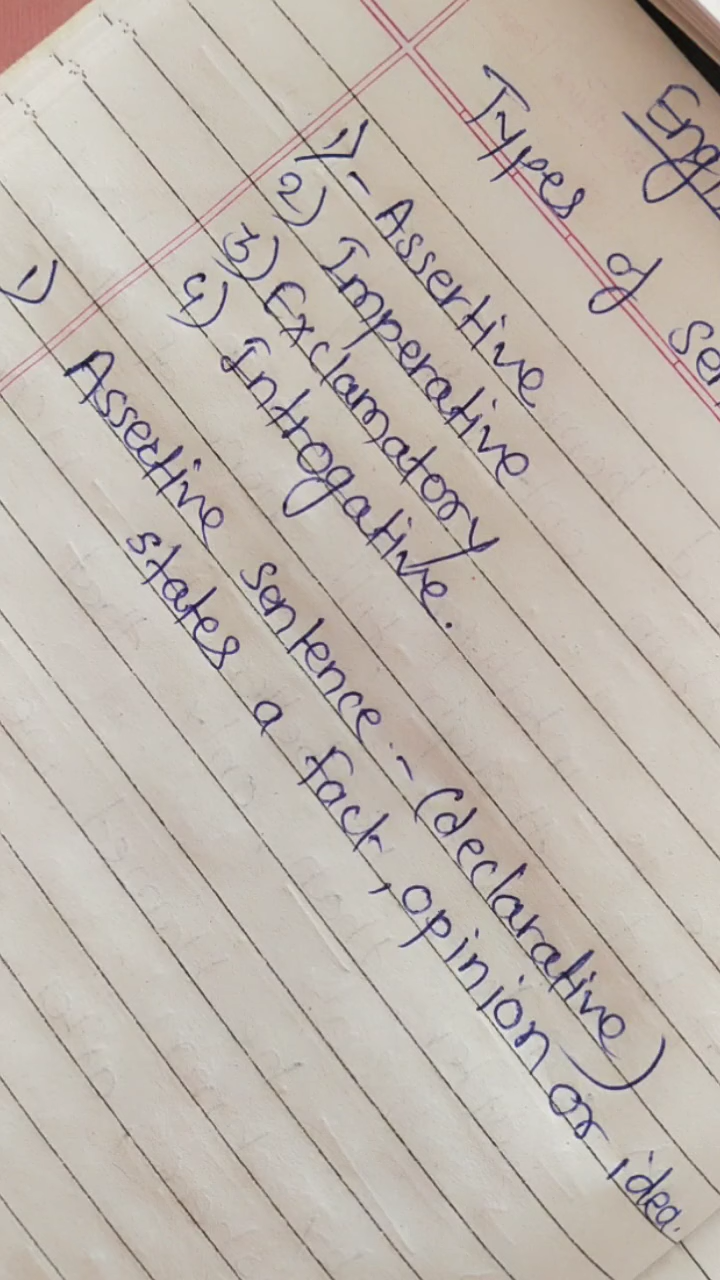 Types of
1) - Assertive
2) Imperative
3) Exclamatory
4) Introgative.
1) Assertive sentence :- (declarative)
states a fact, opinion or idea.